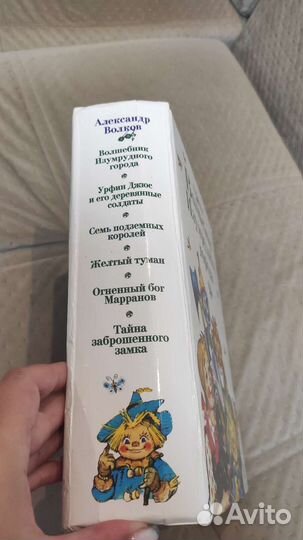 Александр
Волков
Волшебник
Изумрудного
города
Урфин Джюс
и его деревянные
солдаты
Семь подземных
королей
Желтый туман
Огненный бог
Марранов
Тайна
заброшенного
замка
Avito